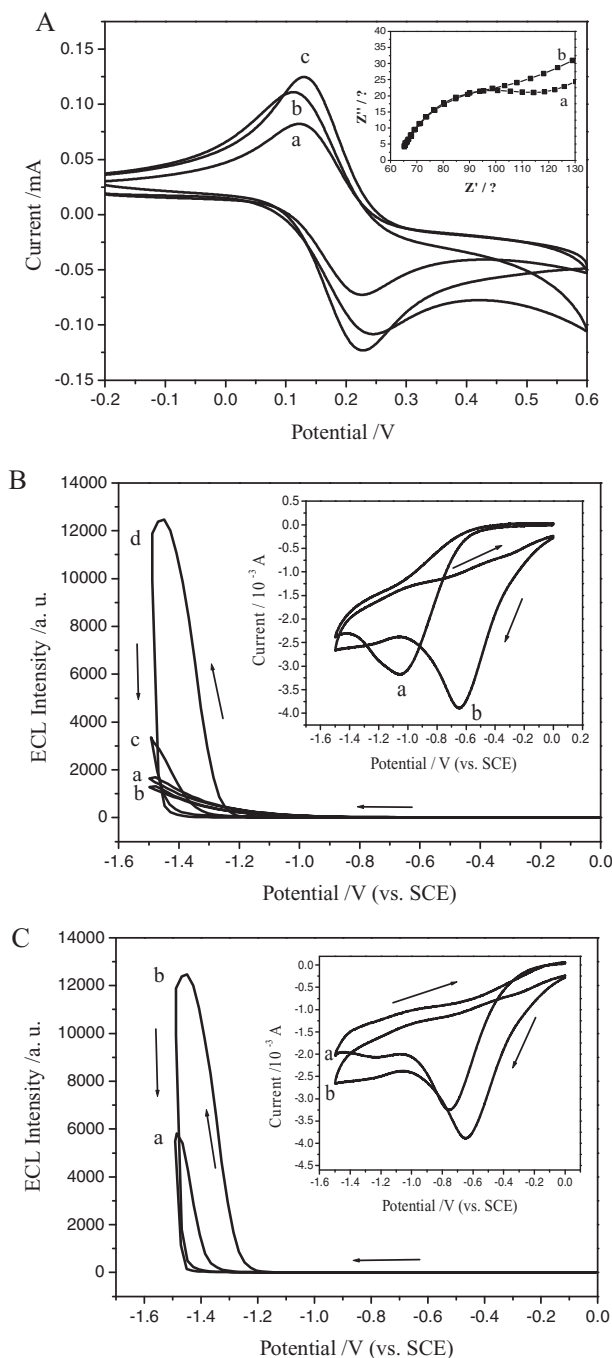 A
0.15
0.10
0.05
0.00
-0.05
-0.10
-0.15
Current /mA
-0.2 -0.1 0.0 0.1 0.2 0.3 0.4 0.5 0.6
Potential /V
c
b
a
40
35
30
25
20
15
10
5
0
Z'' / ?
60 70 80 90 100 110 120 130
Z' / ?
b
a
B
14000
12000
10000
8000
6000
4000
2000
0
ECL Intensity /a. u.
-1.6 -1.4 -1.2 -1.0 -0.8 -0.6 -0.4 -0.2 0.0
Potential /V (vs. SCE)
d
c
a
b
0.5
0.0
-0.5
-1.0
-1.5
-2.0
-2.5
-3.0
-3.5
-4.0
Current / 10 -3 A
-1.6 -1.4 -1.2 -1.0 -0.8 -0.6 -0.4 -0.2 0.0 0.2
Potential /V (vs. SCE)
a
b
C
14000
12000
10000
8000
6000
4000
2000
0
ECL Intensity /a. u.
-1.6 -1.4 -1.2 -1.0 -0.8 -0.6 -0.4 -0.2 0.0
Potential /V (vs. SCE)
b
a
0.0
-0.5
-1.0
-1.5
-2.0
-2.5
-3.0
-3.5
-4.0
-4.5
Current /10 -3 A
-1.6 -1.4 -1.2 -1.0 -0.8 -0.6 -0.4 -0.2 0.0
Potential /V (vs. SCE)
a
b